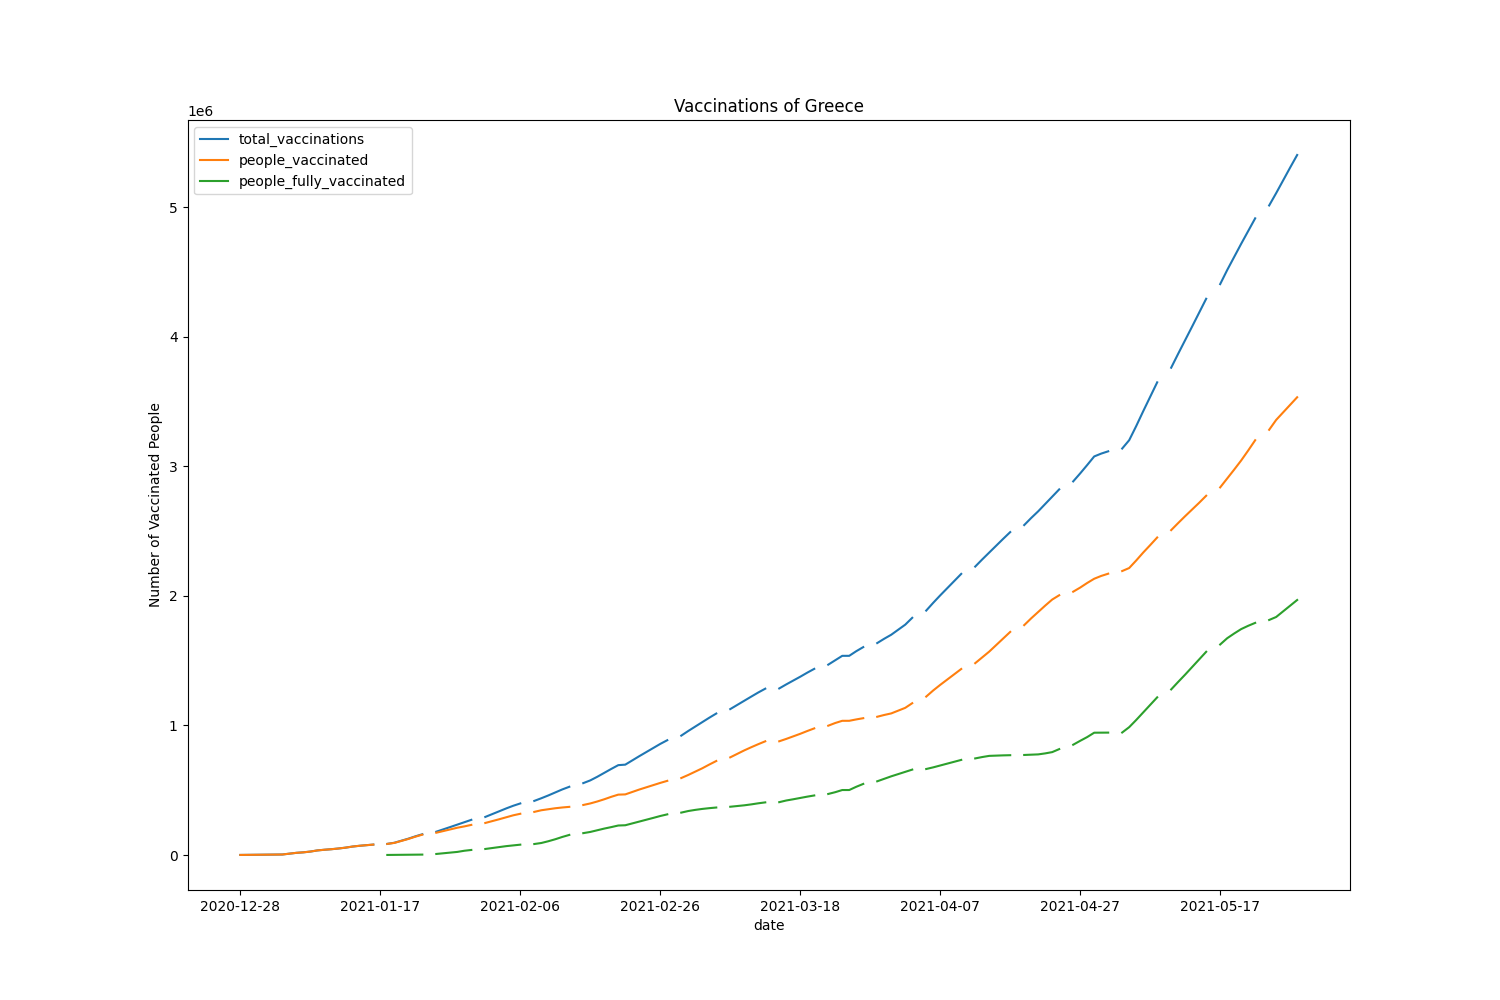 Vaccinations of Greece
1e6
total_vaccinations
people_vaccinated
people_fully_vaccinated
5
4
3
2
1
0
Number of Vaccinated People
2020-12-28 2021-01-17 2021-02-06 2021-02-26 2021-03-18 2021-04-07 2021-04-27 2021-05-17
date